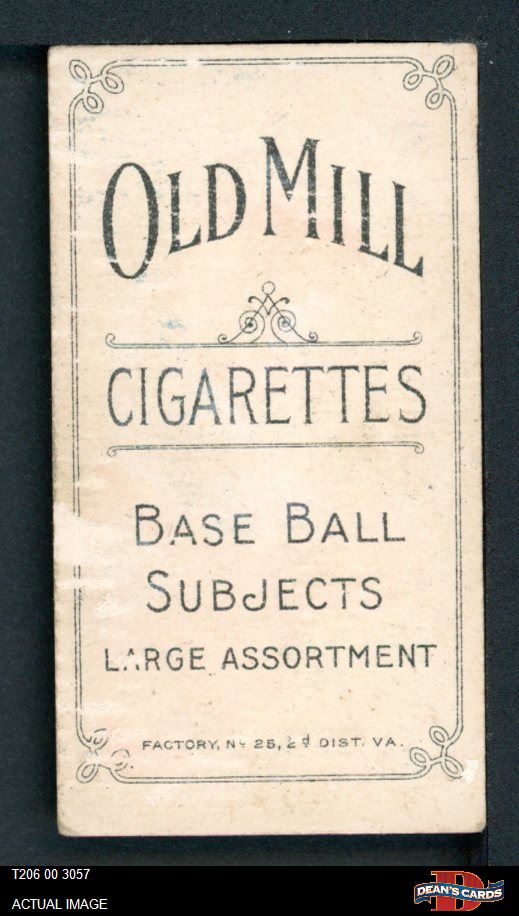 OLD MILL
CIGARETTES
BASE BALL
SUBJECTS
LARGE ASSORTMENT
FACTORY, No 25, 2d DIST. VA.
T206 00 3057
ACTUAL IMAGE
DEAN'S CARDS